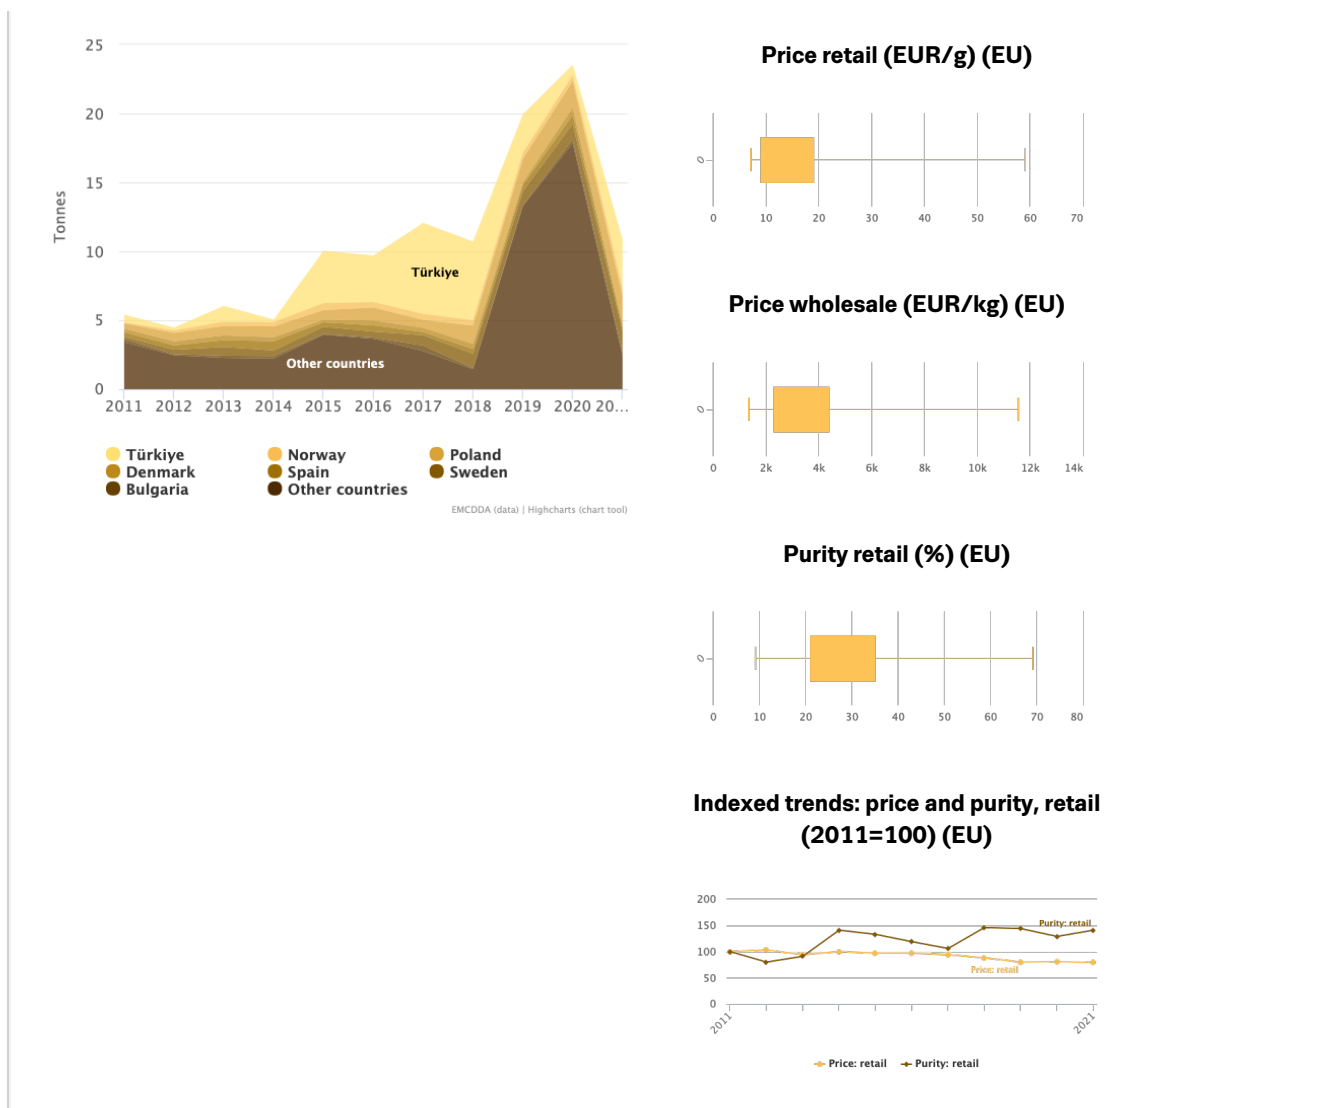 25
20
15
10
5
0
Tonnes
Türkiye
Other countries
2011 2012 2013 2014 2015 2016 2017 2018 2019 2020 20...
Türkiye Norway Poland
Denmark Spain Sweden
Bulgaria Other countries
EMCDDA (data) | Highcharts (chart tool)
Price retail (EUR/g) (EU)
0
0 10 20 30 40 50 60 70
Price wholesale (EUR/kg) (EU)
0
0 2k 4k 6k 8k 10k 12k 14k
Purity retail (%) (EU)
0
0 10 20 30 40 50 60 70 80
Indexed trends: price and purity, retail
(2011=100) (EU)
200
150
100
50
0
Purity: retail
Price: retail
2011 2021
Price: retail Purity: retail